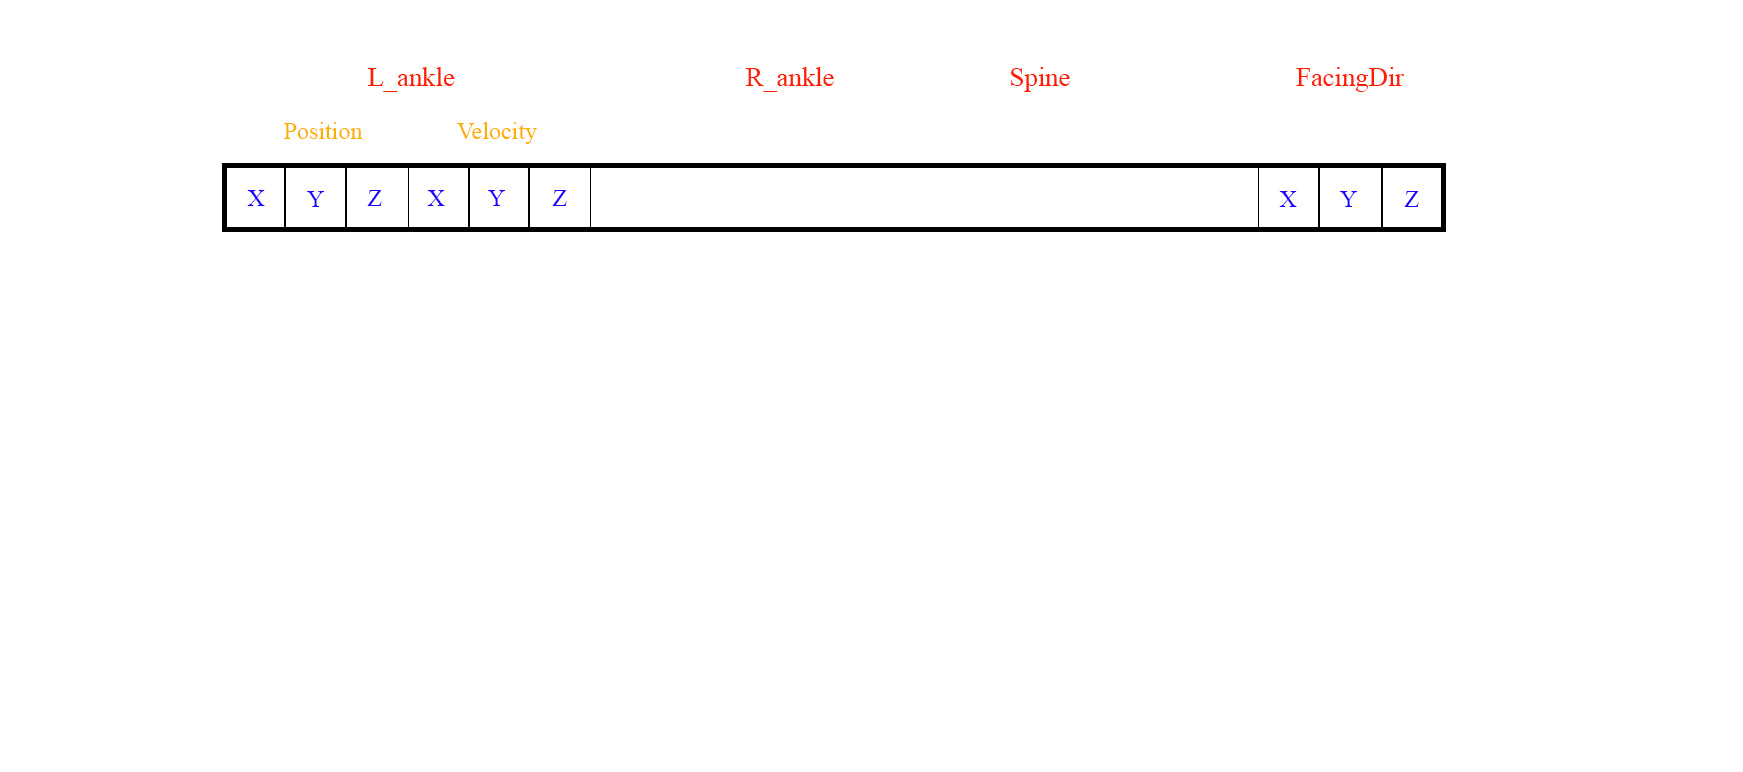 L_ankle R_ankle Spine FacingDir
Position Velocity
X Y Z X Y Z X Y Z